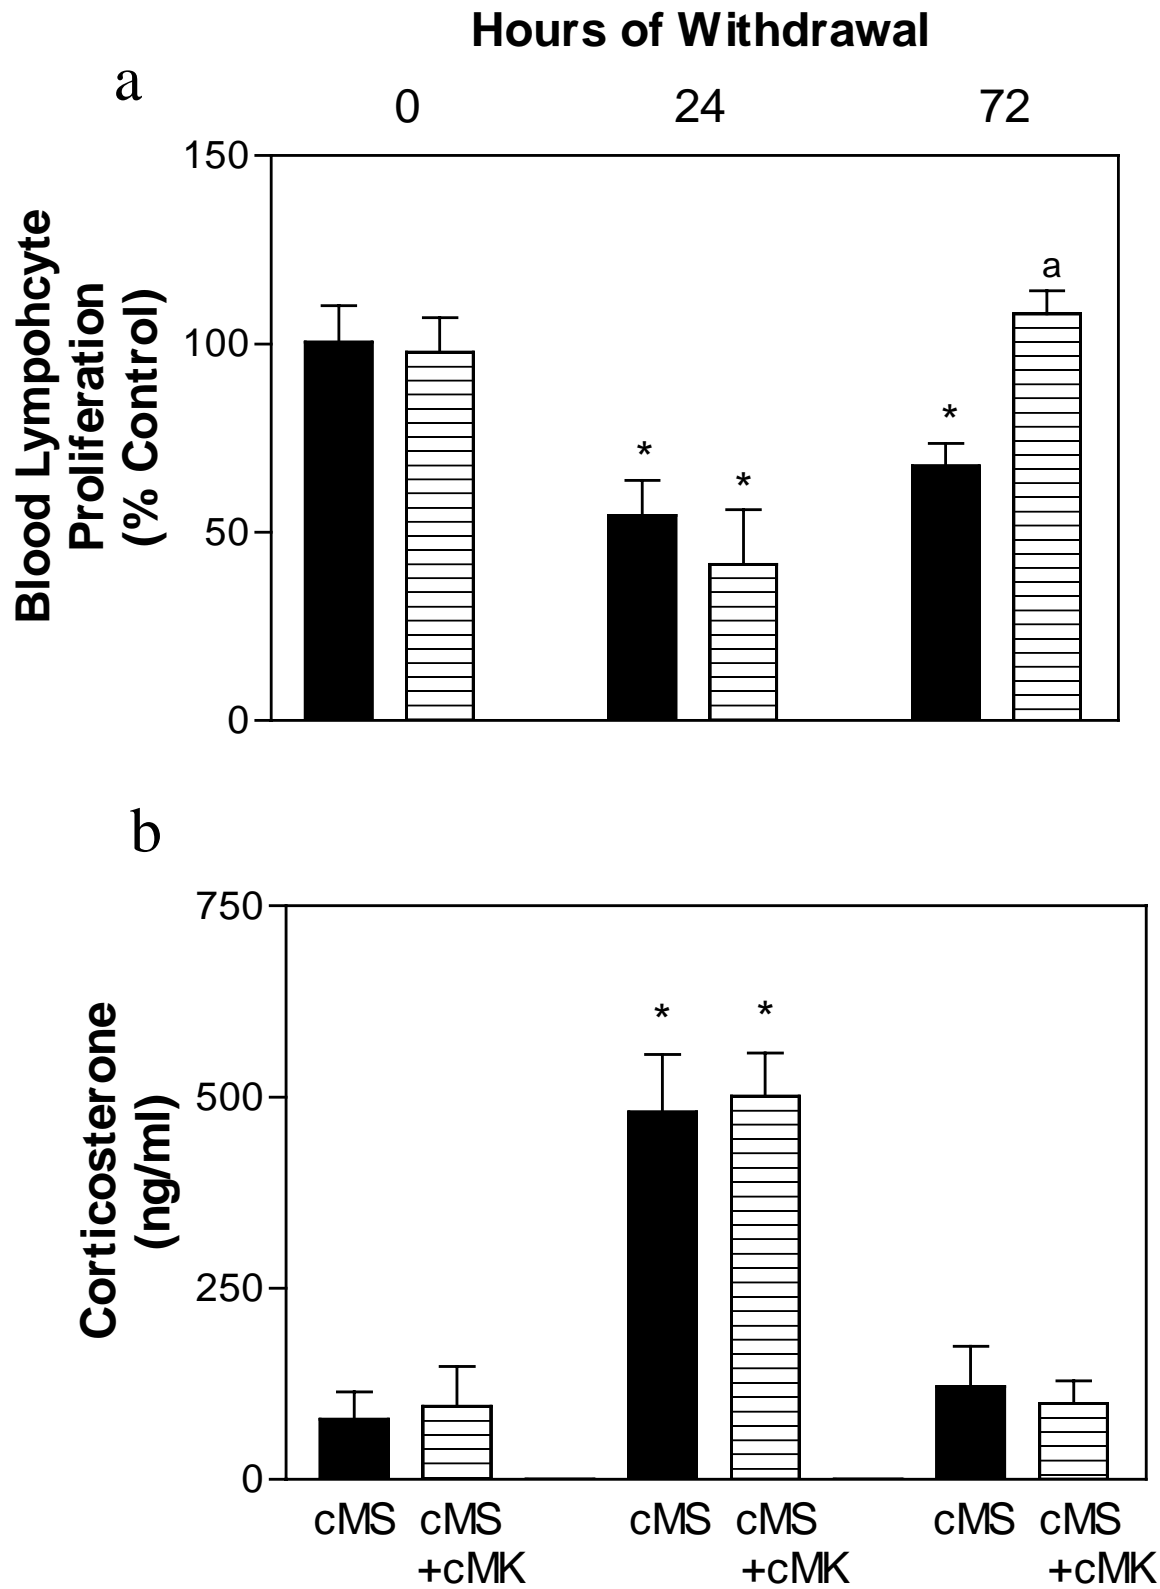 Hours of Withdrawal
a
0 24 72
150
100
50
0
Blood Lympohcyte
Proliferation
(% Control)
* * * a
b
750
500
250
0
Corticosterone
(ng/ml)
* *
cMS cMS cMS cMS cMS cMS
+cMK +cMK +cMK